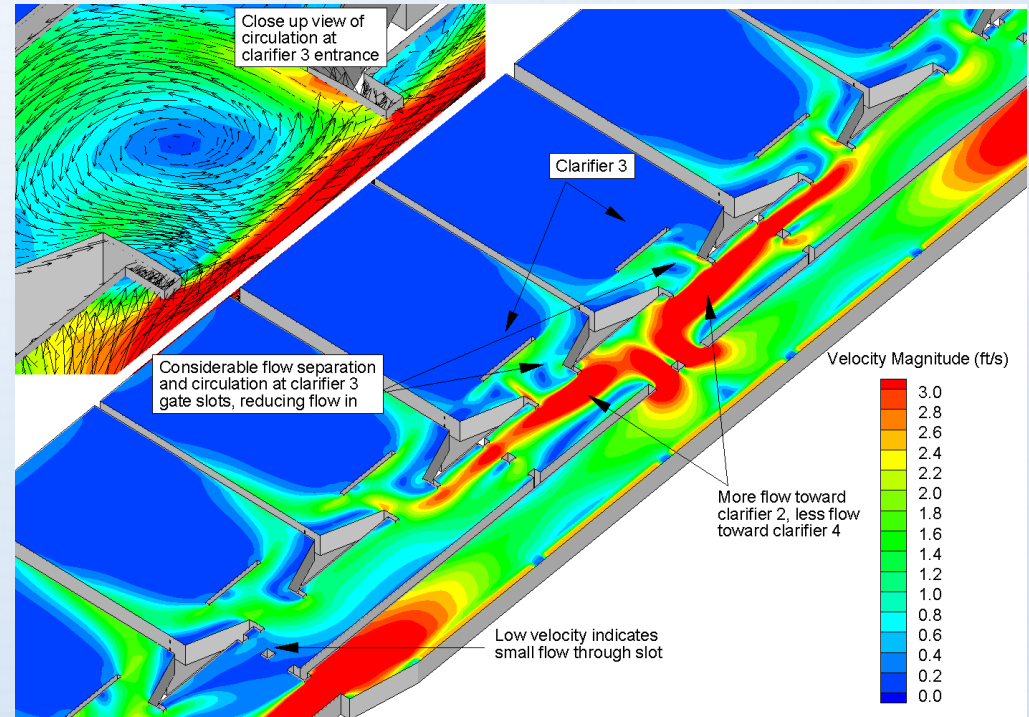 Close up view of
circulation at
clarifier 3 entrance
Clarifier 3
Considerable flow separation
and circulation at clarifier 3
gate slots, reducing flow in
Velocity Magnitude (ft/s)
3.0
2.8
2.6
2.4
2.2
2.0
1.8
1.6
1.4
1.2
1.0
0.8
0.6
0.4
0.2
0.0
More flow toward
clarifier 2, less flow
toward clarifier 4
Low velocity indicates
small flow through slot